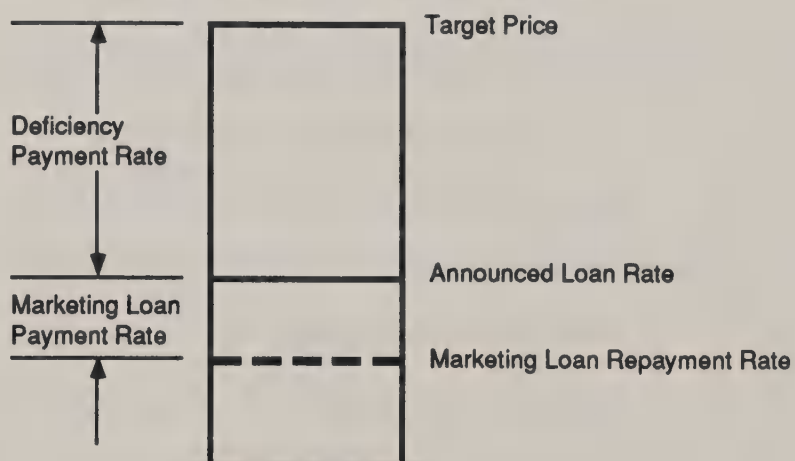 Target Price
Deficiency
Payment Rate
Announced Loan Rate
Marketing Loan
Payment Rate
Marketing Loan Repayment Rate